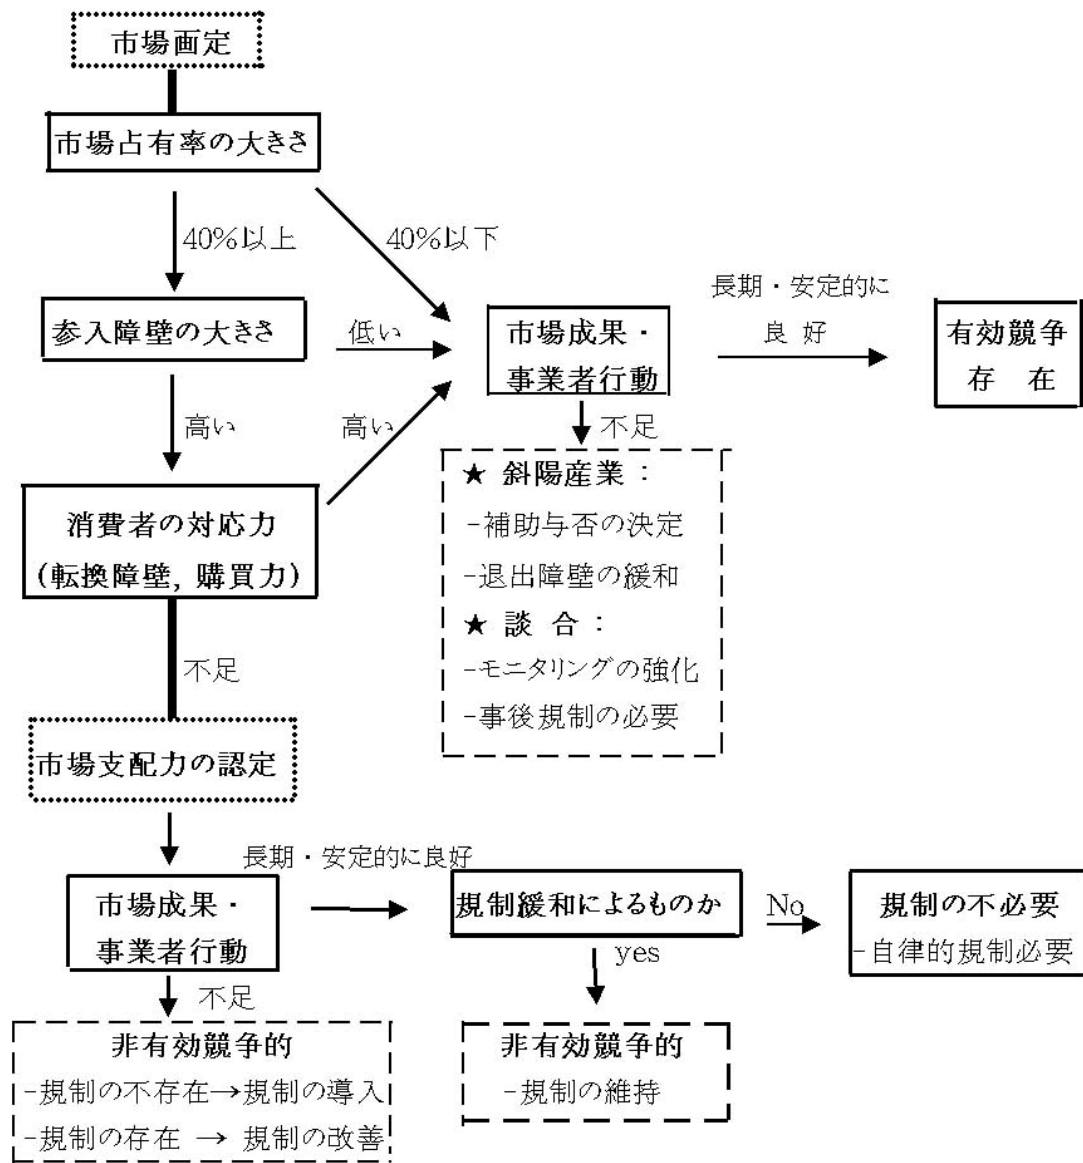 市場画定
市場占有率の大きさ
40%以上
40%以下
参入障壁の大きさ
低い
市場成果・
事業者行動
長期・安定的に
良 好
有効競争
存 在
高い
高い
不足
★ 斜陽産業：
-補助与否の決定
-退出障壁の緩和
★ 談 合：
-モニタリングの強化
-事後規制の必要
消費者の対応力
(転換障壁, 購買力)
不足
市場支配力の認定
長期・安定的に良好
市場成果・
事業者行動
規制緩和によるものか
No
規制の不必要
-自律的規制必要
yes
不足
非有効競争的
-規制の不存在→規制の導入
-規制の存在 → 規制の改善
非有効競争的
-規制の維持